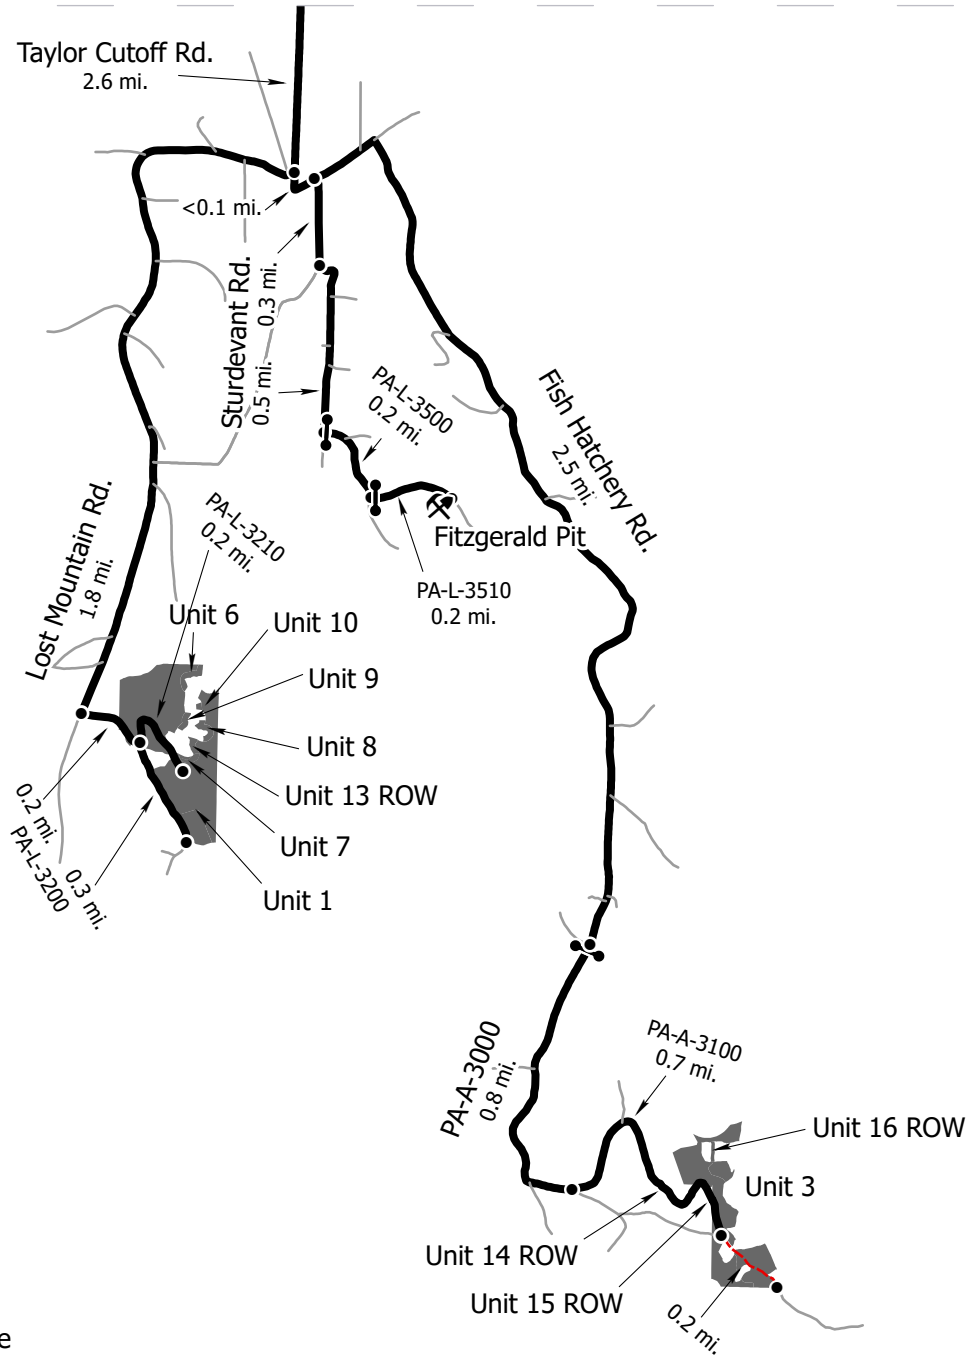 Taylor Cutoff Rd.
2.6 mi.
<0.1 mi.
Sturdevant Rd.
0.3 mi.
0.5 mi.
PA-L-3500
0.2 mi.
Fish Hatchery Rd.
2.5 mi.
Fitzgerald Pit
PA-L-3510
0.2 mi.
Lost Mountain Rd.
1.8 mi.
PA-L-3210
0.2 mi.
Unit 6
Unit 10
Unit 9
Unit 8
Unit 13 ROW
Unit 7
Unit 1
0.2 mi.
PA-L-3200
0.3 mi.
PA-A-3000
0.8 mi.
PA-A-3100
0.7 mi.
Unit 16 ROW
Unit 3
Unit 14 ROW
Unit 15 ROW
0.2 mi.
e